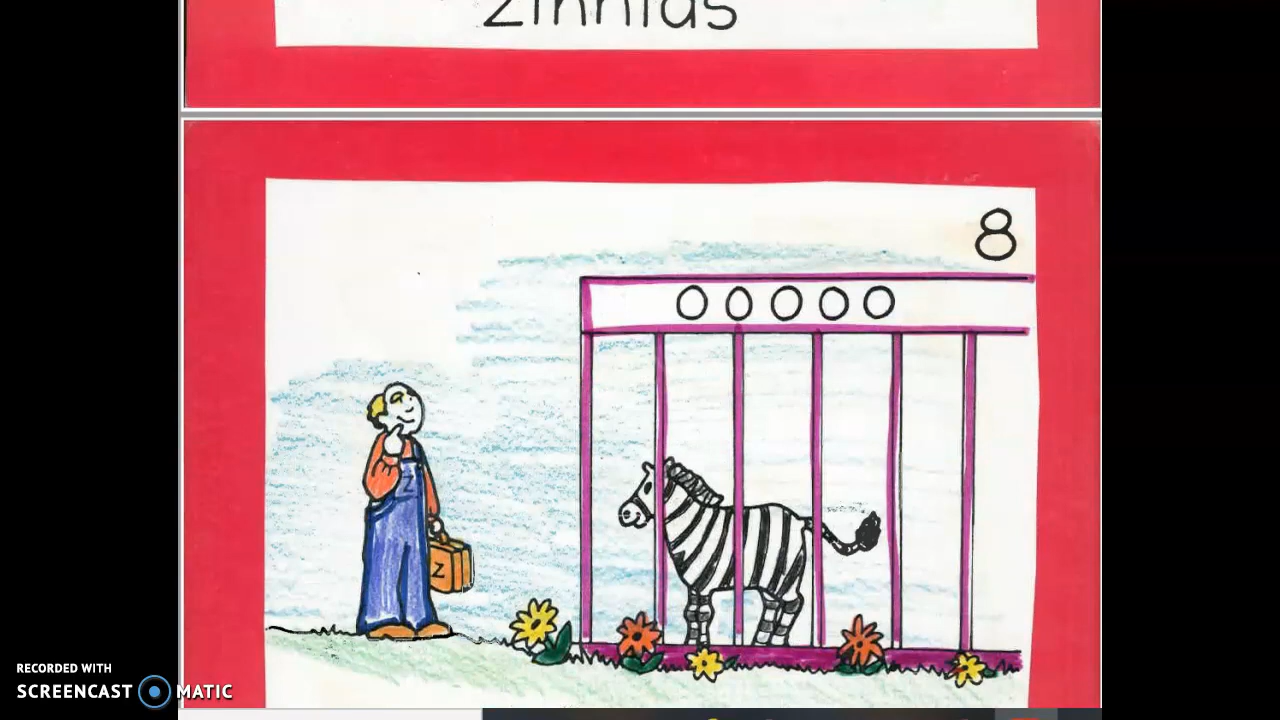 zinnias
8
OOOOO
Z
Z
RECORDED WITH
SCREENCAST MATIC